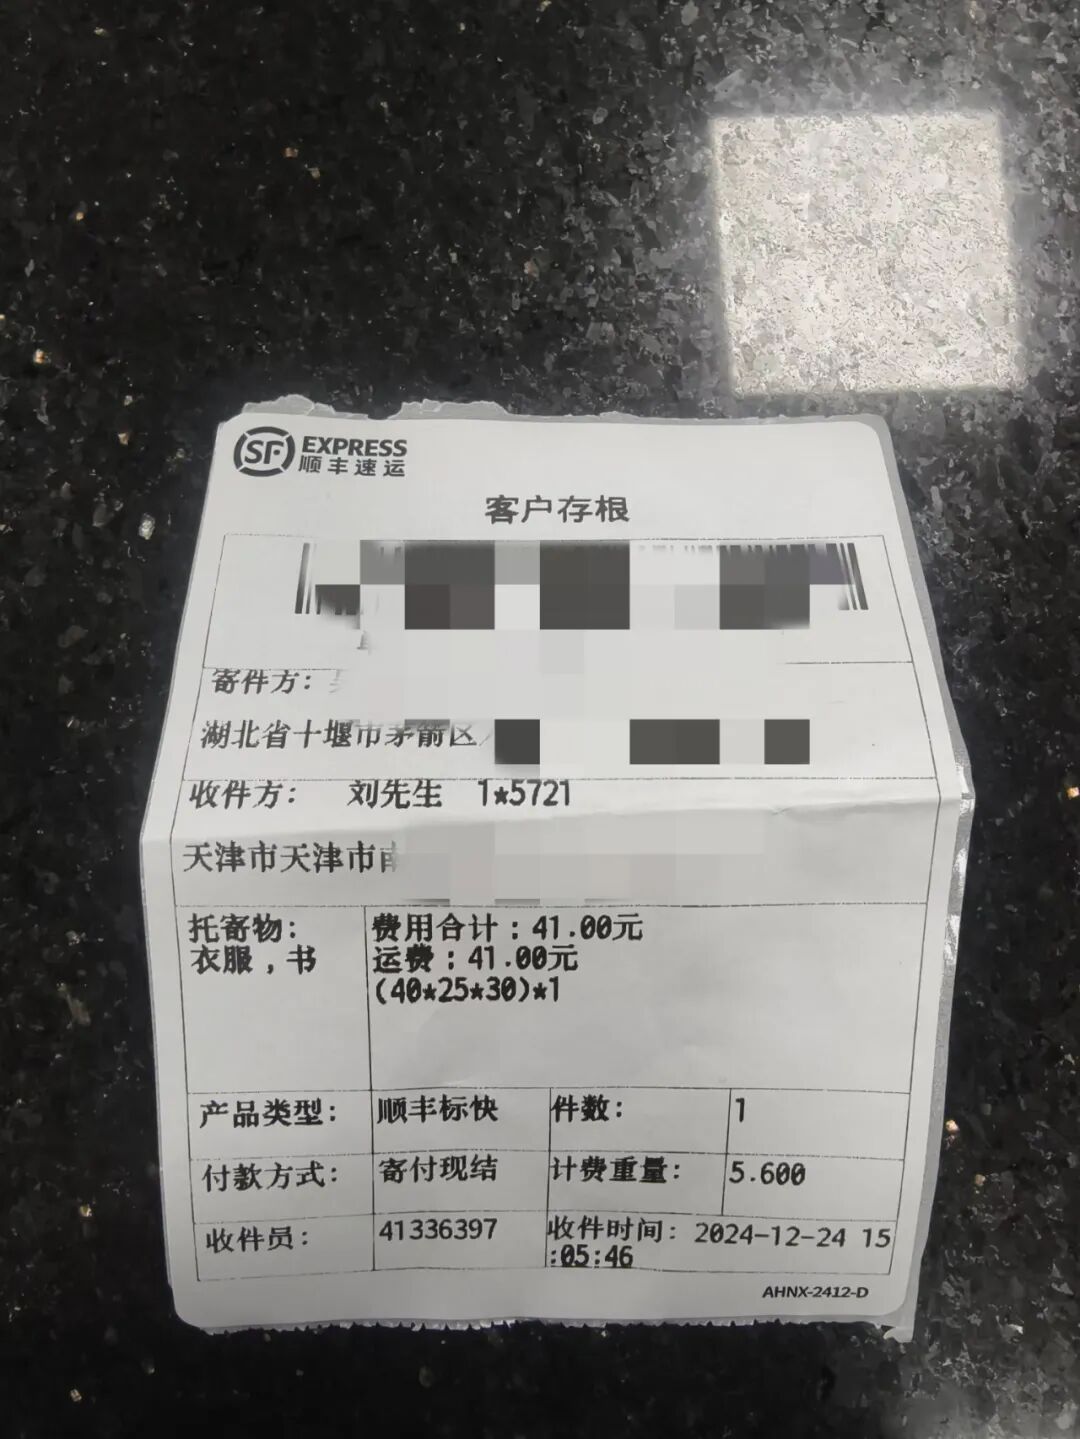 SF EXPRESS
顺丰速运
客户存根
寄件方：
湖北省十堰市茅箭区
收件方： 刘先生 1*5721
天津市天津市南
托寄物：
衣服，书
费用合计：41.00元
运费：41.00元
(40*25*30)*1
产品类型： 顺丰标快 件数： 1
付款方式： 寄付现结 计费重量： 5.600
收件员： 41336397 收件时间：2024-12-24 15
:05:46
AHNX-2412-D